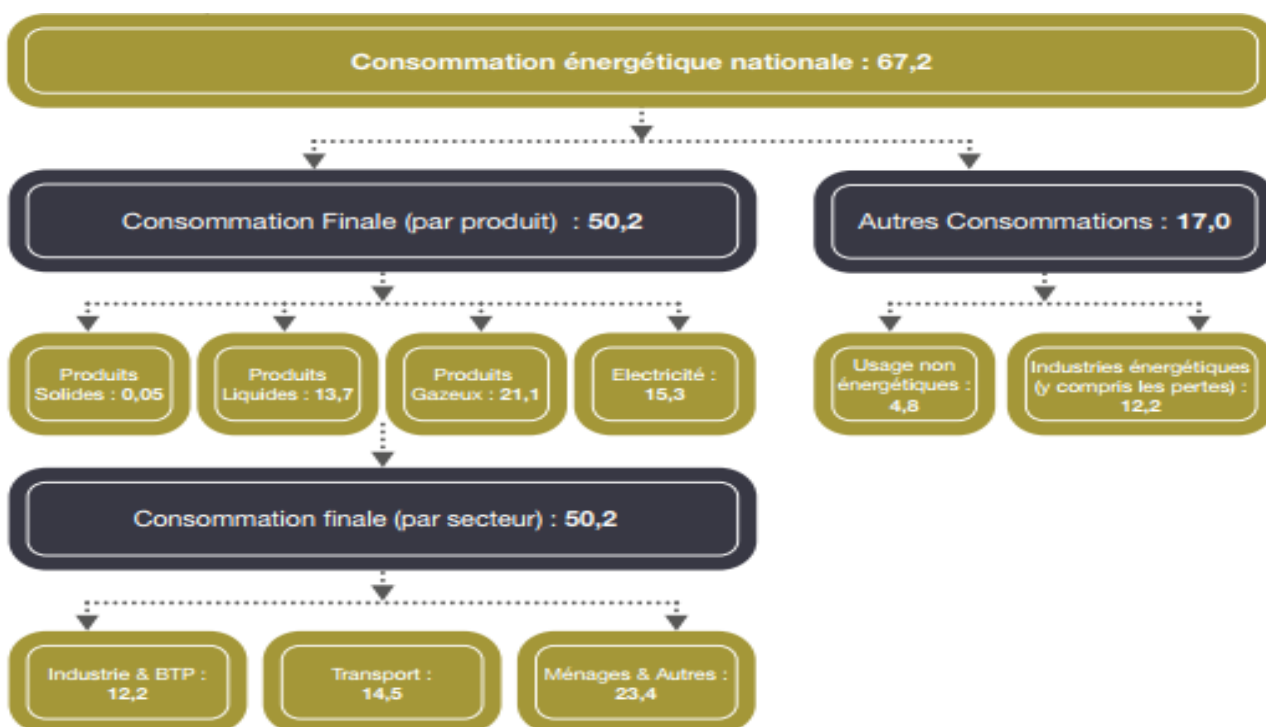 Consommation énergétique nationale : 67,2
Consommation Finale (par produit) : 50,2
Autres Consommations : 17,0
Produits
Solides : 0,05
Produits
Liquides : 13,7
Produits
Gazeux : 21,1
Electricité :
15,3
Usage non
énergétiques :
4,8
Industries énergétiques
(y compris les pertes) :
12,2
Consommation finale (par secteur) : 50,2
Industrie & BTP :
12,2
Transport :
14,5
Ménages & Autres :
23,4